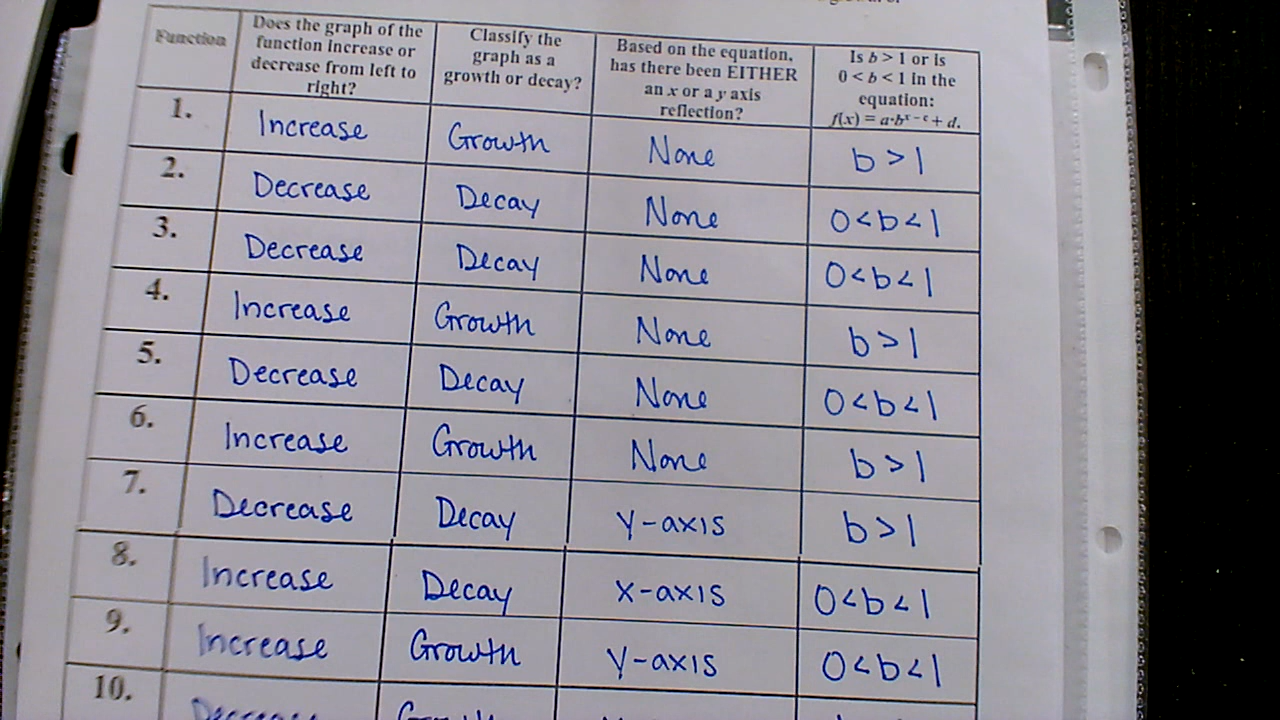 Function
Does the graph of the
function increase or
decrease from left to
right?
Classify the
graph as a
growth or decay?
Based on the equation,
has there been EITHER
an x or a y axis
reflection?
Is b > 1 or is
0 < b < 1 in the
equation:
f(x) = a·bˣ⁻ᶜ + d.
1. Increase Growth None b > 1
2. Decrease Decay None 0<b<1
3. Decrease Decay None 0<b<1
4. Increase Growth None b > 1
5. Decrease Decay None 0<b<1
6. Increase Growth None b > 1
7. Decrease Decay y-axis b > 1
8. Increase Decay x-axis 0<b<1
9. Increase Growth y-axis 0<b<1
10. Decrease Growth